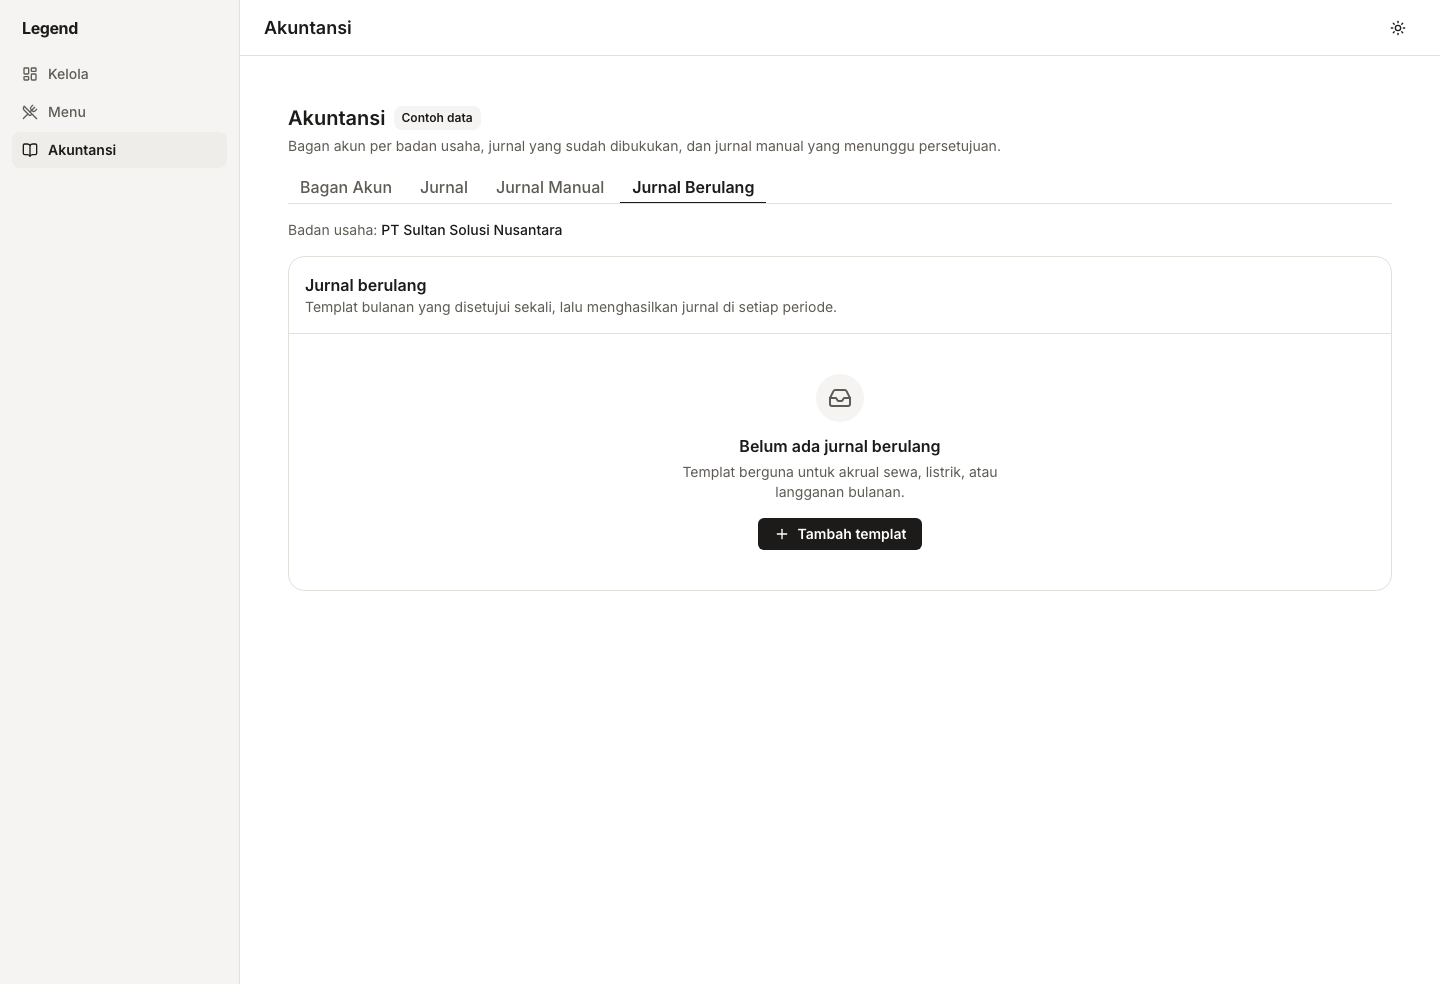 Legend
Kelola
Menu
Akuntansi
Akuntansi
Akuntansi
Contoh data
Bagan akun per badan usaha, jurnal yang sudah dibukukan, dan jurnal manual yang menunggu persetujuan.
Bagan Akun
Jurnal
Jurnal Manual
Jurnal Berulang
Badan usaha: PT Sultan Solusi Nusantara
Jurnal berulang
Templat bulanan yang disetujui sekali, lalu menghasilkan jurnal di setiap periode.
Belum ada jurnal berulang
Templat berguna untuk akrual sewa, listrik, atau
langganan bulanan.
Tambah templat